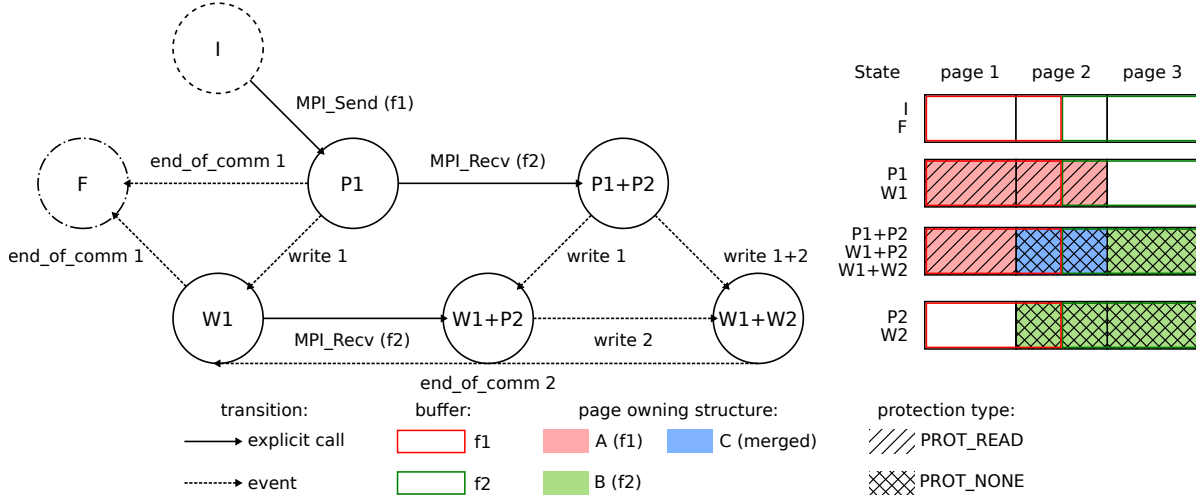 I
MPI_Send (f1)
end_of_comm 1
MPI_Recv (f2)
F
P1
P1+P2
end_of_comm 1
write 1
write 1
write 1+2
W1
W1+P2
W1+W2
MPI_Recv (f2)
write 2
end_of_comm 2
State page 1 page 2 page 3
I
F
P1
W1
P1+P2
W1+P2
W1+W2
P2
W2
transition: buffer: page owning structure: protection type:
explicit call f1 A (f1) C (merged) PROT_READ
event f2 B (f2) PROT_NONE